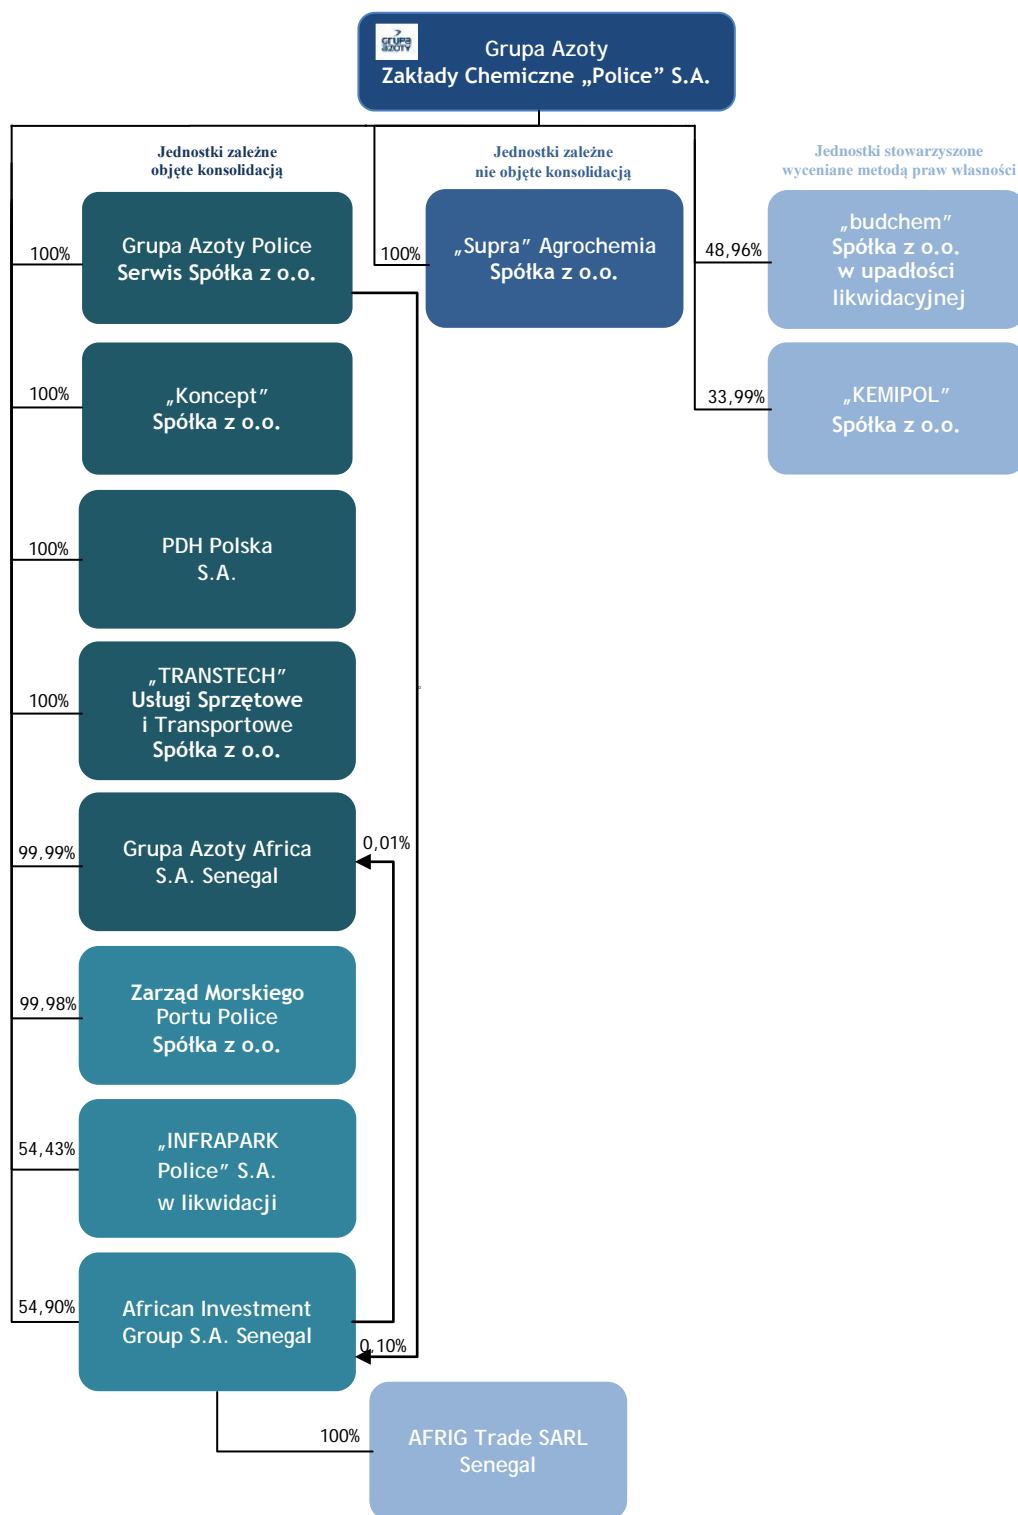 GRUPA
AZOTY
Grupa Azoty
Zakłady Chemiczne „Police” S.A.
Jednostki zależne
objęte konsolidacją
Jednostki zależne
nie objęte konsolidacją
Jednostki stowarzyszone
wyceniane metodą praw własności
100%
Grupa Azoty Police
Serwis Spółka z o.o.
100%
„Supra” Agrochemia
Spółka z o.o.
48,96%
„budchem”
Spółka z o.o.
w upadłości
likwidacyjnej
100%
„Koncept”
Spółka z o.o.
33,99%
„KEMIPOL”
Spółka z o.o.
100%
PDH Polska
S.A.
100%
„TRANSTECH”
Usługi Sprzętowe
i Transportowe
Spółka z o.o.
99,99%
Grupa Azoty Africa
S.A. Senegal
0,01%
99,98%
Zarząd Morskiego
Portu Police
Spółka z o.o.
54,43%
„INFRAPARK
Police” S.A.
w likwidacji
54,90%
African Investment
Group S.A. Senegal
0,10%
100%
AFRIG Trade SARL
Senegal